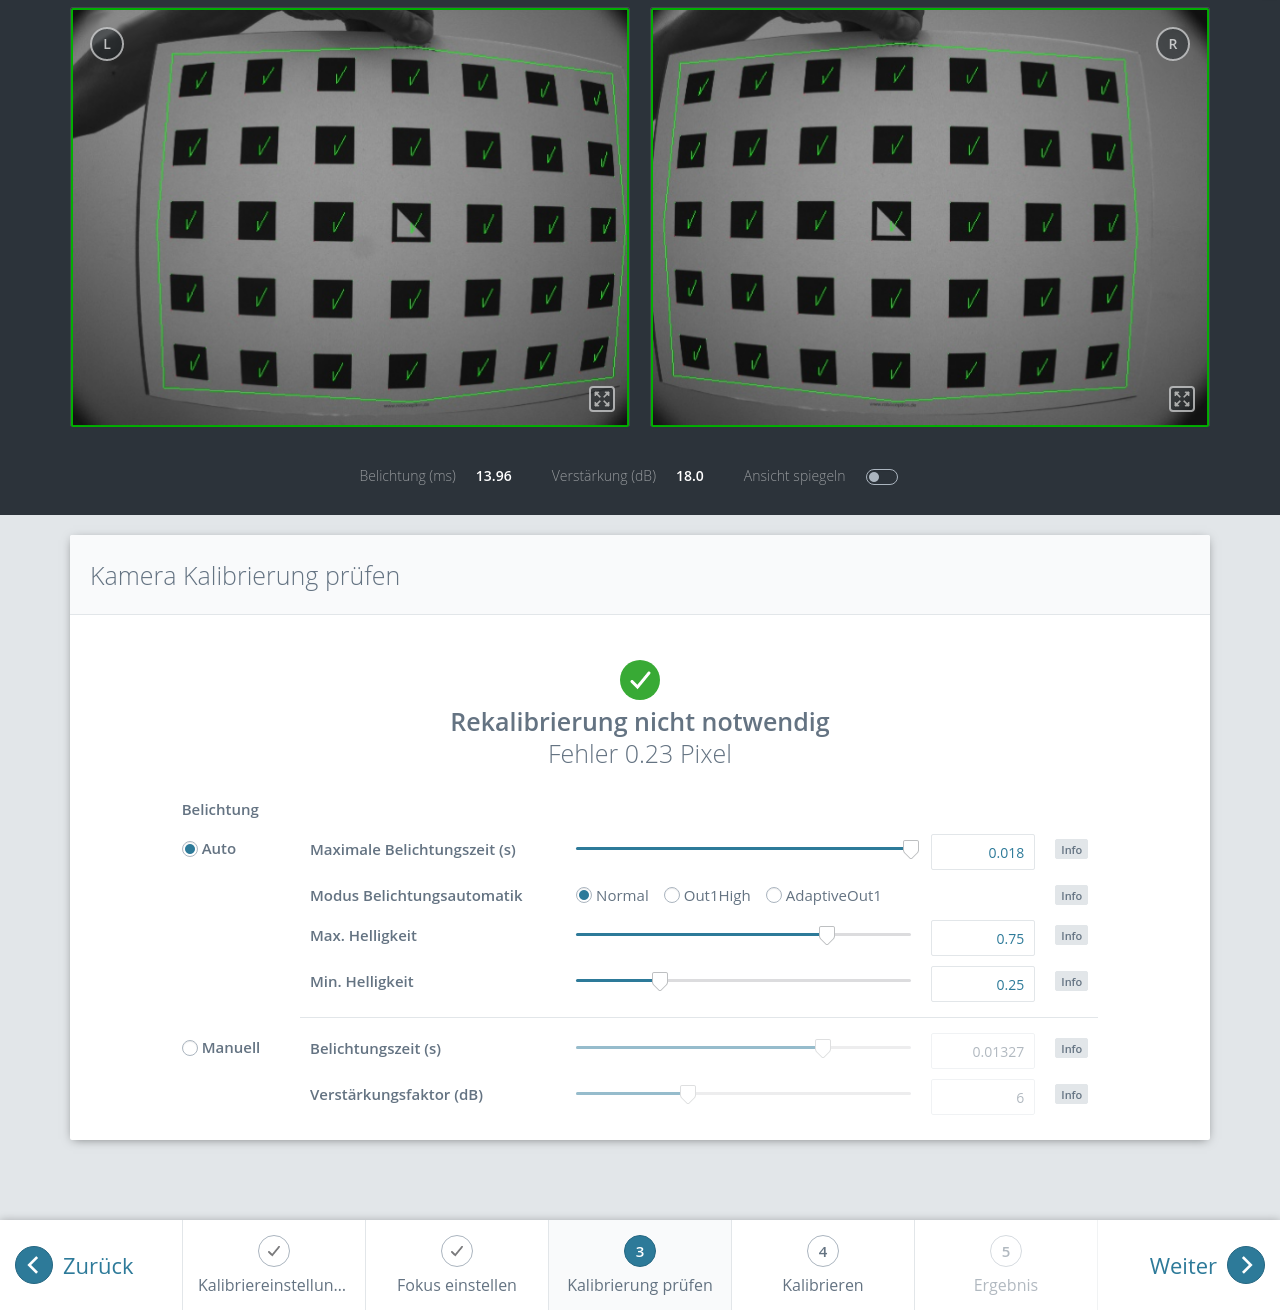 L
R
Belichtung (ms) 13.96 Verstärkung (dB) 18.0 Ansicht spiegeln
Kamera Kalibrierung prüfen
Rekalibrierung nicht notwendig
Fehler 0.23 Pixel
Belichtung
Auto Maximale Belichtungszeit (s) 0.018 Info
Modus Belichtungsautomatik Normal Out1High AdaptiveOut1 Info
Max. Helligkeit 0.75 Info
Min. Helligkeit 0.25 Info
Manuell Belichtungszeit (s) 0.01327 Info
Verstärkungsfaktor (dB) 6 Info
Zurück
Kalibriereinstellun...
Fokus einstellen
3
Kalibrierung prüfen
4
Kalibrieren
5
Ergebnis
Weiter